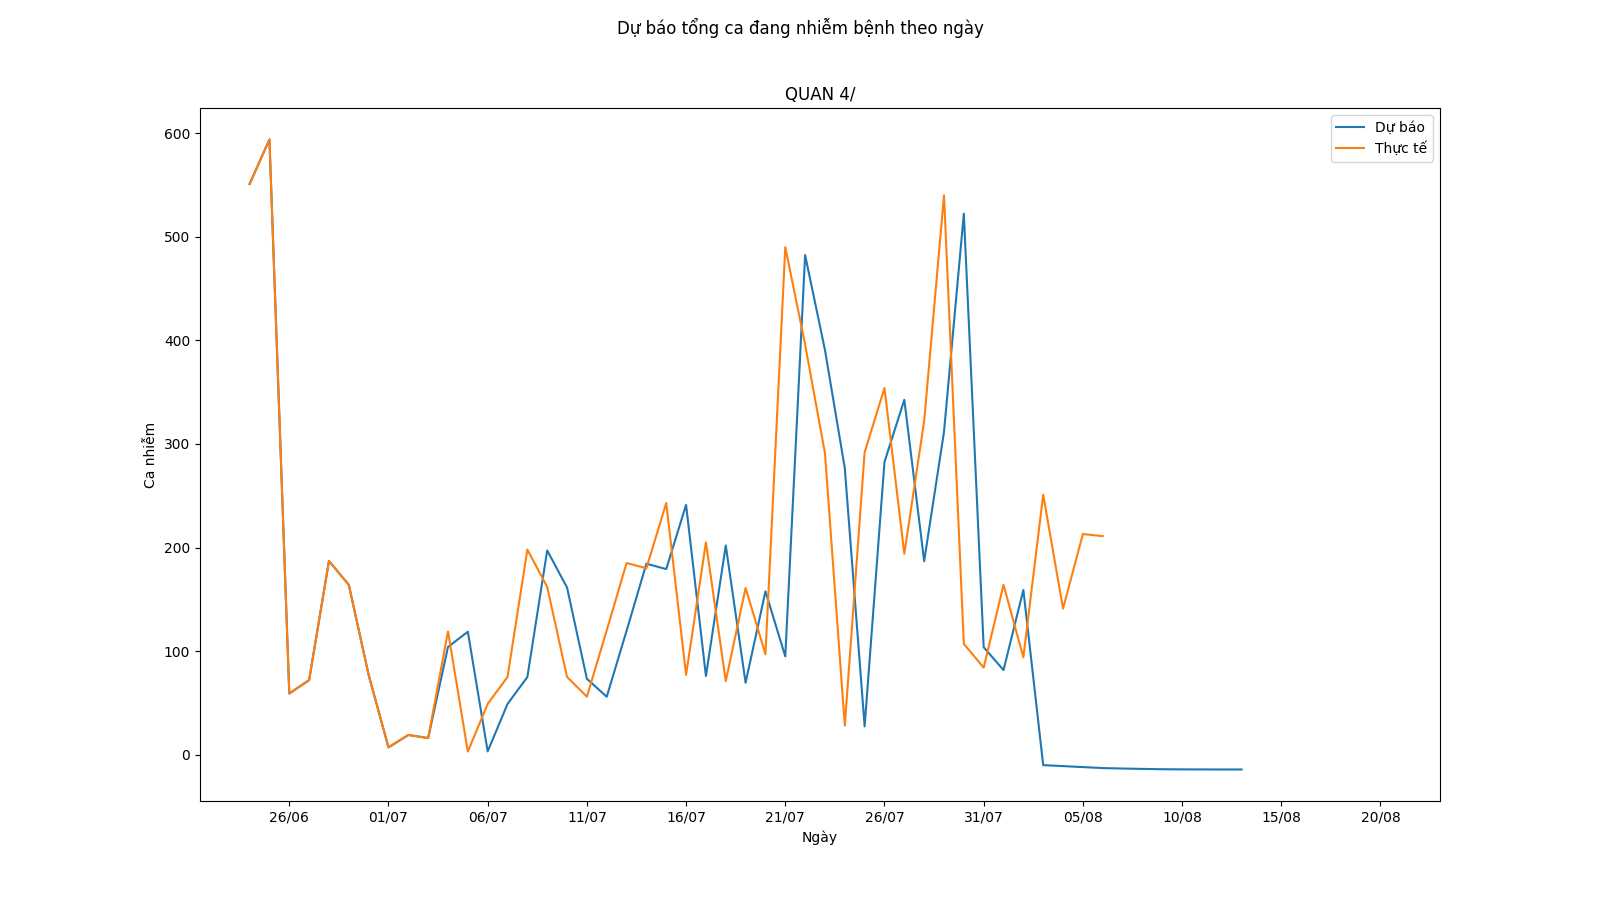 Dự báo tổng ca đang nhiễm bệnh theo ngày
QUAN 4/
Dự báo
Thực tế
600
500
400
300
200
100
0
Ca nhiễm
26/06 01/07 06/07 11/07 16/07 21/07 26/07 31/07 05/08 10/08 15/08 20/08
Ngày